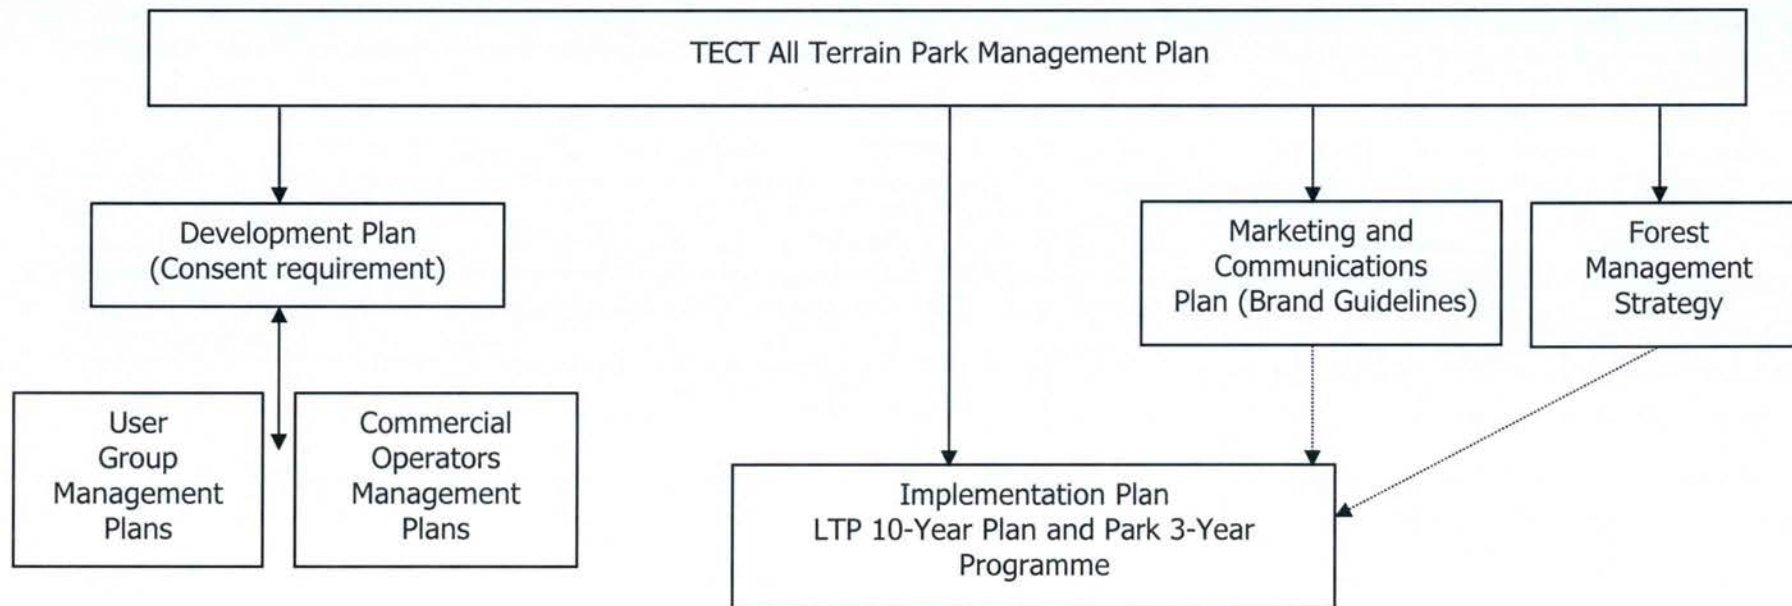 TECT All Terrain Park Management Plan
Development Plan
(Consent requirement)
Marketing and
Communications
Plan (Brand Guidelines)
Forest
Management
Strategy
User
Group
Management
Plans
Commercial
Operators
Management
Plans
Implementation Plan
LTP 10-Year Plan and Park 3-Year
Programme